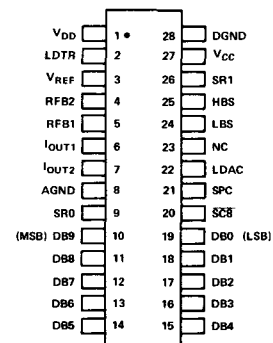 VDD 1 28 DGND
LDTR 2 27 VCC
VREF 3 26 SR1
RFB2 4 25 HBS
RFB1 5 24 LBS
IOUT1 6 23 NC
IOUT2 7 22 LDAC
AGND 8 21 SPC
SR0 9 20 SC8
(MSB) DB9 10 19 DB0 (LSB)
DB8 11 18 DB1
DB7 12 17 DB2
DB6 13 16 DB3
DB5 14 15 DB4